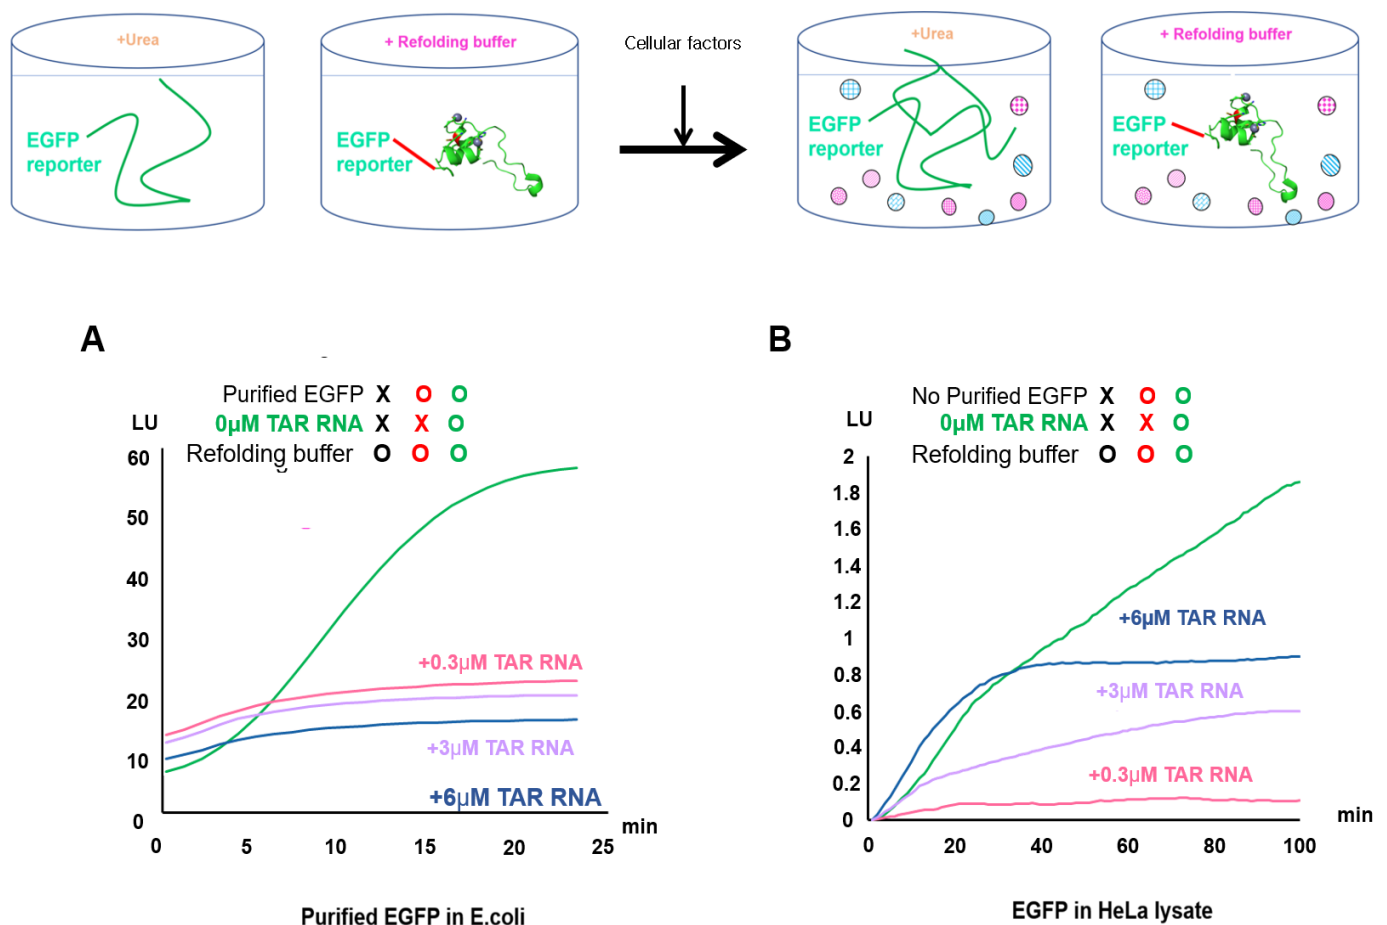 +Urea
EGFP
reporter
+ Refolding buffer
EGFP
reporter
Cellular factors
+Urea
EGFP
reporter
+ Refolding buffer
EGFP
reporter
A
Purified EGFP X O O
0µM TAR RNA X X O
Refolding buffer O O O
LU
60
50
40
30
20
10
0
+0.3µM TAR RNA
+3µM TAR RNA
+6µM TAR RNA
min
0 5 10 15 20 25
Purified EGFP in E.coli
B
No Purified EGFP X O O
0µM TAR RNA X X O
Refolding buffer O O O
LU
2
1.8
1.6
1.4
1.2
1
0.8
0.6
0.4
0.2
0
+6µM TAR RNA
+3µM TAR RNA
+0.3µM TAR RNA
min
0 20 40 60 80 100
EGFP in HeLa lysate